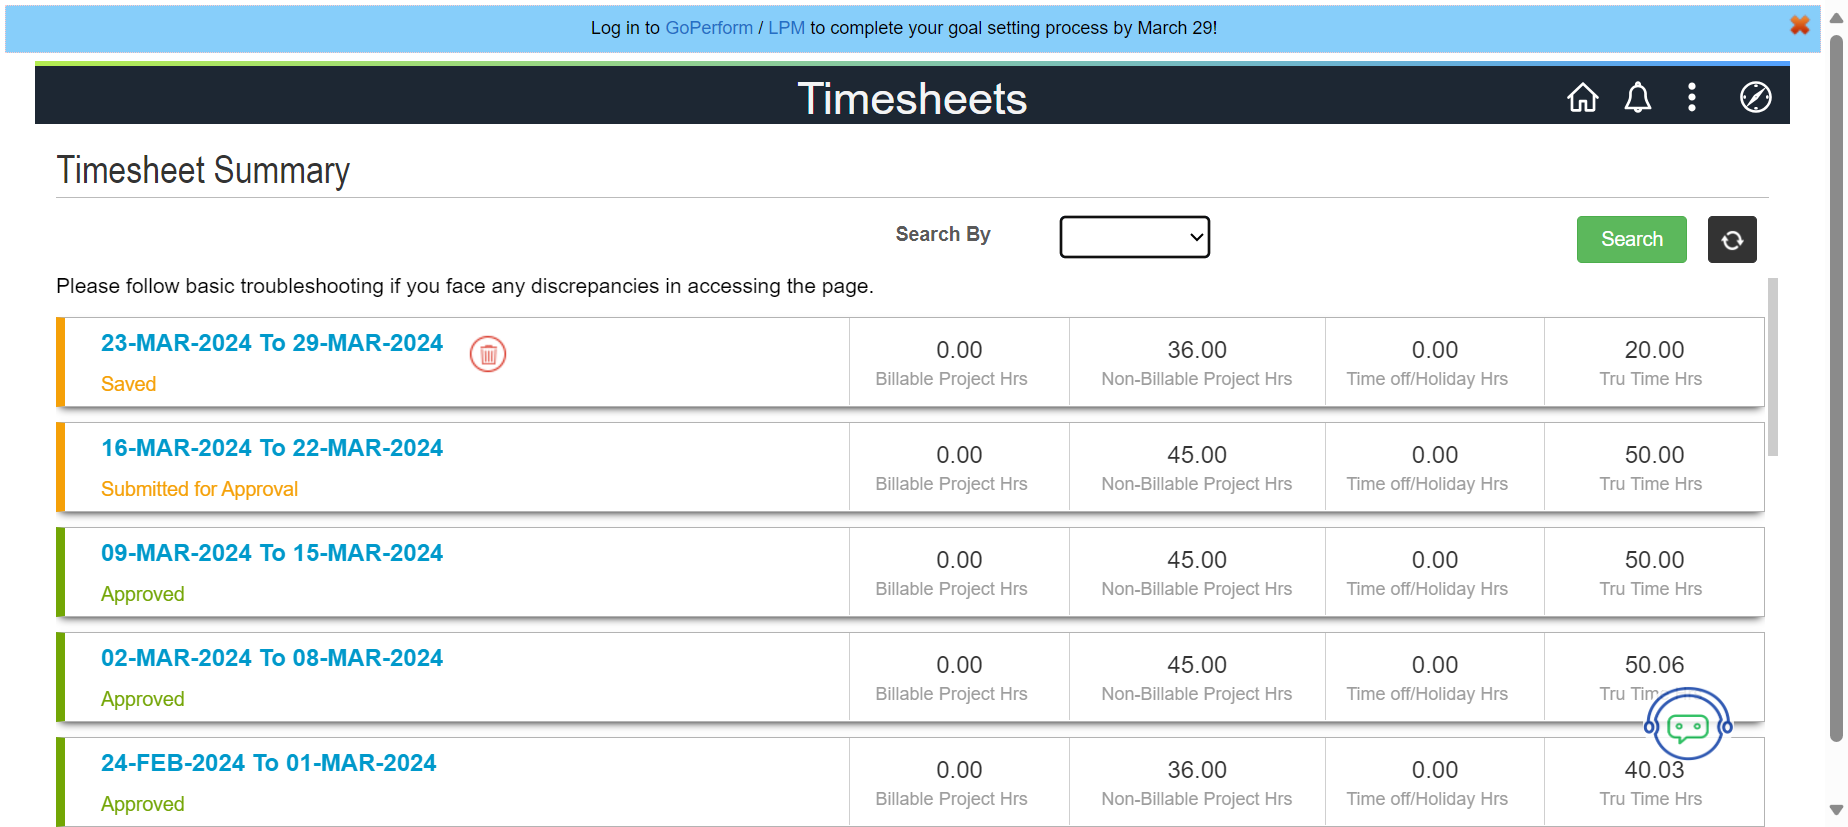 Log in to GoPerform / LPM to complete your goal setting process by March 29!
Timesheets
Timesheet Summary
Search By
Search
Please follow basic troubleshooting if you face any discrepancies in accessing the page.
23-MAR-2024 To 29-MAR-2024
Saved
0.00
Billable Project Hrs
36.00
Non-Billable Project Hrs
0.00
Time off/Holiday Hrs
20.00
Tru Time Hrs
16-MAR-2024 To 22-MAR-2024
Submitted for Approval
0.00
Billable Project Hrs
45.00
Non-Billable Project Hrs
0.00
Time off/Holiday Hrs
50.00
Tru Time Hrs
09-MAR-2024 To 15-MAR-2024
Approved
0.00
Billable Project Hrs
45.00
Non-Billable Project Hrs
0.00
Time off/Holiday Hrs
50.00
Tru Time Hrs
02-MAR-2024 To 08-MAR-2024
Approved
0.00
Billable Project Hrs
45.00
Non-Billable Project Hrs
0.00
Time off/Holiday Hrs
50.06
Tru Time
24-FEB-2024 To 01-MAR-2024
Approved
0.00
Billable Project Hrs
36.00
Non-Billable Project Hrs
0.00
Time off/Holiday Hrs
40.03
Tru Time Hrs